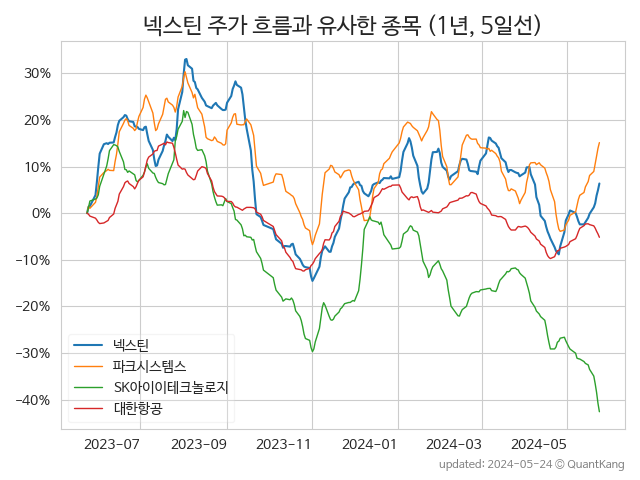 넥스틴 주가 흐름과 유사한 종목 (1년, 5일선)
30%
20%
10%
0%
−10%
−20%
−30%
−40%
넥스틴
파크시스템스
SK아이이테크놀로지
대한항공
2023-07
2023-09
2023-11
2024-01
2024-03
2024-05
updated: 2024-05-24 © QuantKang